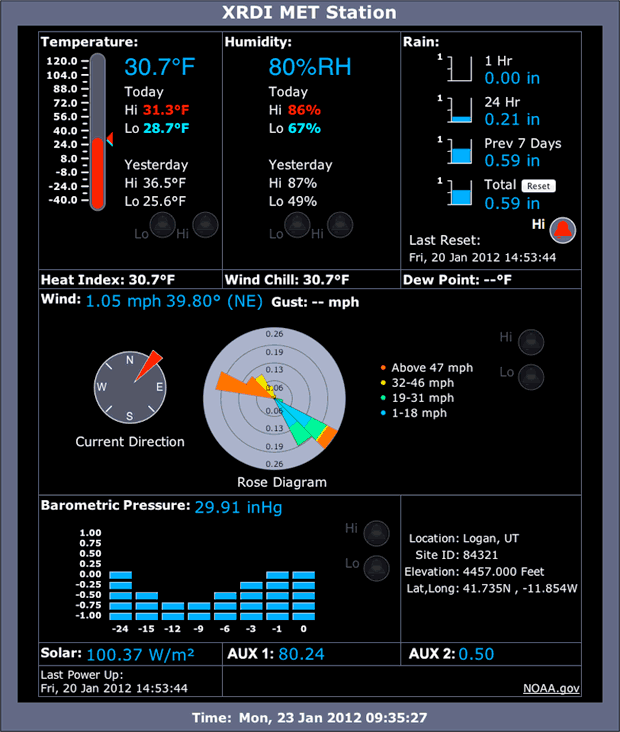 XRDI MET Station
Temperature:
120.0
104.0
88.0
72.0
56.0
40.0
24.0
8.0
-8.0
-24.0
-40.0
30.7°F
Today
Hi 31.3°F
Lo 28.7°F
Yesterday
Hi 36.5°F
Lo 25.6°F
Lo Hi
Humidity:
80%RH
Today
Hi 86%
Lo 67%
Yesterday
Hi 87%
Lo 49%
Lo Hi
Rain:
1
1 Hr
0.00 in
1
24 Hr
0.21 in
1
Prev 7 Days
0.59 in
1
Total Reset
0.59 in
Hi
Last Reset:
Fri, 20 Jan 2012 14:53:44
Heat Index: 30.7°F
Wind Chill: 30.7°F
Dew Point: --°F
Wind: 1.05 mph 39.80° (NE) Gust: -- mph
N
W E
S
Current Direction
0.26
0.19
0.13
0.06
0.06
0.13
0.19
0.26
Rose Diagram
Above 47 mph
32-46 mph
19-31 mph
1-18 mph
Hi
Lo
Barometric Pressure: 29.91 inHg
1.00
0.75
0.50
0.25
0.00
-0.25
-0.50
-0.75
-1.00
-24 -15 -12 -9 -6 -3 -1 0
Hi
Lo
Location: Logan, UT
Site ID: 84321
Elevation: 4457.000 Feet
Lat,Long: 41.735N , -11.854W
Solar: 100.37 W/m²
AUX 1: 80.24
AUX 2: 0.50
Last Power Up:
Fri, 20 Jan 2012 14:53:44
NOAA.gov
Time: Mon, 23 Jan 2012 09:35:27